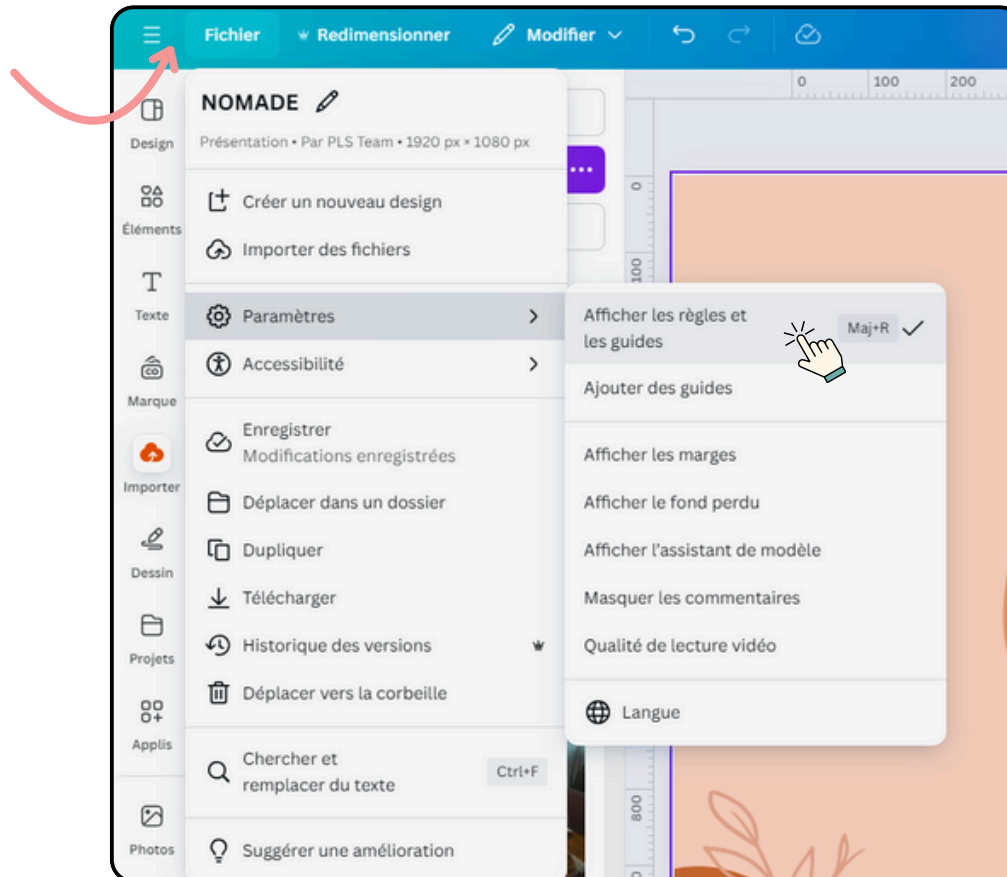 Fichier
Redimensionner
Modifier
NOMADE
Présentation • Par PLS Team • 1920 px × 1080 px
Créer un nouveau design
Importer des fichiers
Paramètres
Accessibilité
Enregistrer
Modifications enregistrées
Déplacer dans un dossier
Dupliquer
Télécharger
Historique des versions
Déplacer vers la corbeille
Chercher et
remplacer du texte
Ctrl+F
Suggérer une amélioration
Design
Éléments
Texte
Marque
CO
Importer
Dessin
Projets
Applis
Photos
Afficher les règles et
les guides
Maj+R
Ajouter des guides
Afficher les marges
Afficher le fond perdu
Afficher l'assistant de modèle
Masquer les commentaires
Qualité de lecture vidéo
Langue
0
100
200
0
100
800